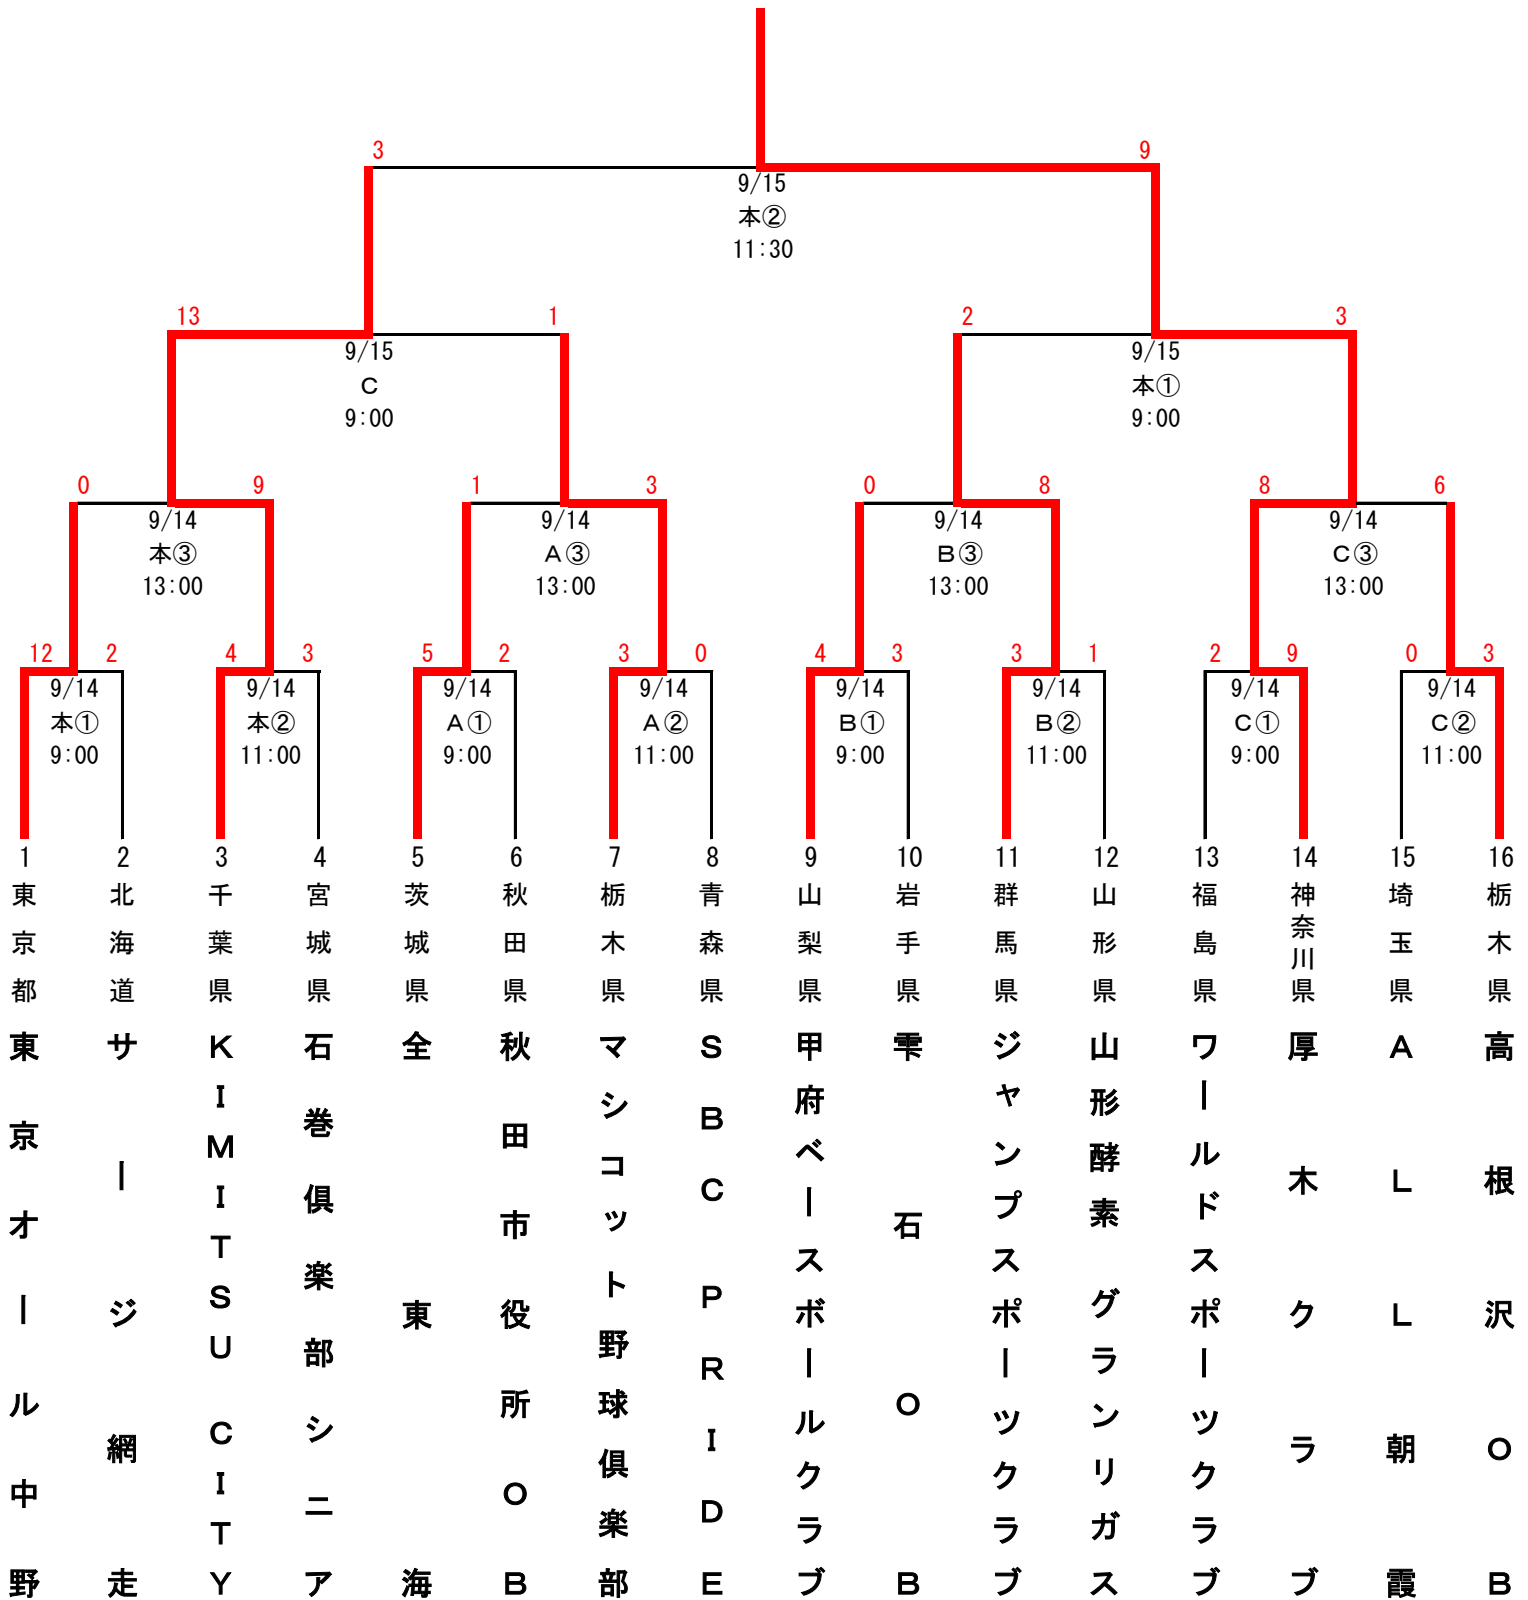 3 9
9/15
本②
11:30
13 1 2 3
9/15 9/15
C 本①
9:00 9:00
0 9 1 3 0 8 8 6
9/14 9/14 9/14 9/14
本③ A③ B③ C③
13:00 13:00 13:00 13:00
12 2 4 3 5 2 3 0 4 3 3 1 2 9 0 3
9/14 9/14 9/14 9/14 9/14 9/14 9/14 9/14
本① 本② A① A② B① B② C① C②
9:00 11:00 9:00 11:00 9:00 11:00 9:00 11:00
1 2 3 4 5 6 7 8 9 10 11 12 13 14 15 16
東京都
東京オール中野
北海道
サージ網走
千葉県
KIMITSU CITY
宮城県
石巻倶楽部シニア
茨城県
全東海
秋田県
秋田市役所OB
栃木県
マシコット野球倶楽部
青森県
SBC PRIDE
山梨県
甲府ベースボールクラブ
岩手県
雫石OB
群馬県
ジャンプスポーツクラブ
山形県
山形酵素 グランリガス
福島県
ワールドスポーツクラブ
神奈川県
厚木クラブ
埼玉県
ALL朝霞
栃木県
高根沢OB